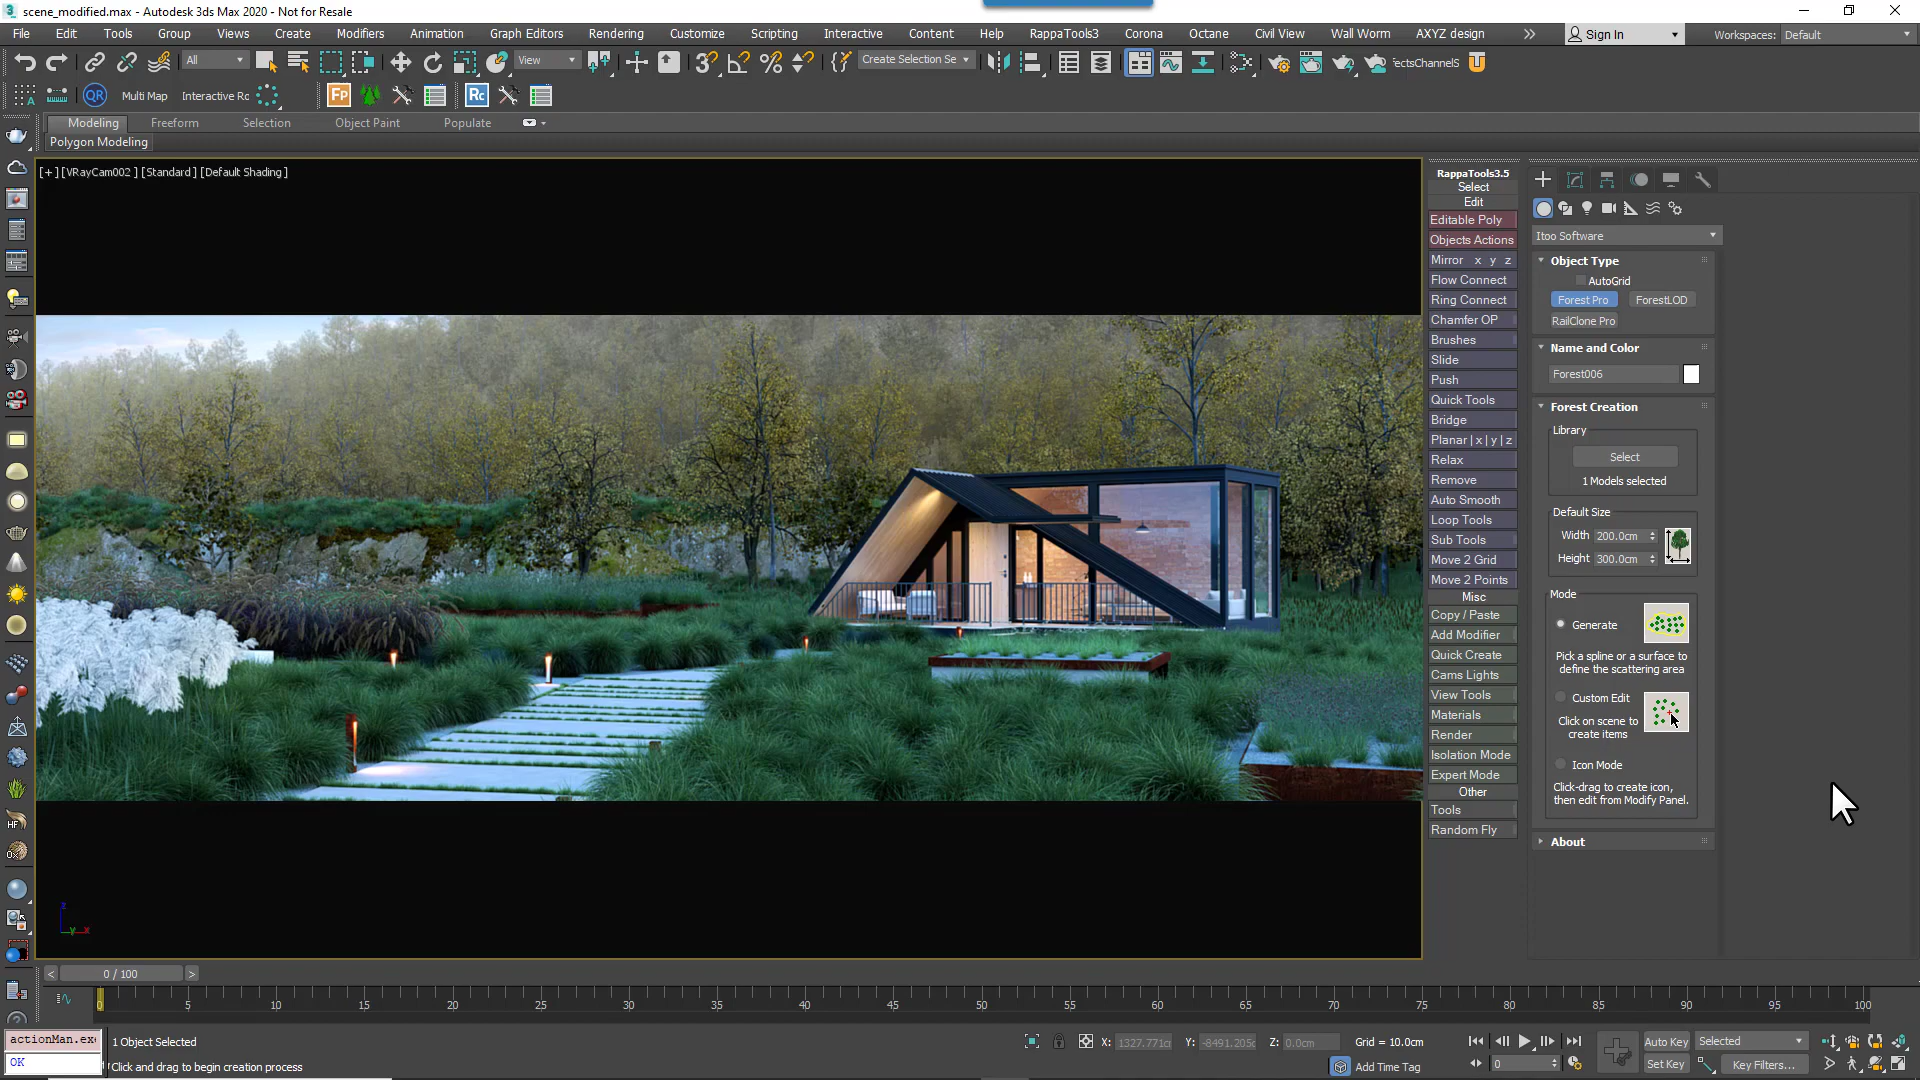 scene_modified.max - Autodesk 3ds Max 2020 - Not for Resale
File Edit Tools Group Views Create Modifiers Animation Graph Editors Rendering Customize Scripting Interactive Content Help RappaTools3 Corona Octane Civil View Wall Worm AXYZ design Sign In Workspaces: Default
All View Create Selection Se ɛctsChannelS
QR Multi Map Interactive Ro Fp Rc
Modeling Freeform Selection Object Paint Populate
Polygon Modeling
[+] [VRayCam002 ] [Standard ] [Default Shading ]
RappaTools3.5
Select
Edit
Editable Poly
Objects Actions
Mirror x y z
Flow Connect
Ring Connect
Chamfer OP
Brushes
Slide
Push
Quick Tools
Bridge
Planar | x | y | z
Relax
Remove
Auto Smooth
Loop Tools
Sub Tools
Move 2 Grid
Move 2 Points
Misc
Copy / Paste
Add Modifier
Quick Create
Cams Lights
View Tools
Materials
Render
Isolation Mode
Expert Mode
Other
Tools
Random Fly
Itoo Software
Object Type
AutoGrid
Forest Pro ForestLOD
RailClone Pro
Name and Color
Forest006
Forest Creation
Library
Select
1 Models selected
Default Size
Width 200.0cm
Height 300.0cm
Mode
Generate
Pick a spline or a surface to
define the scattering area
Custom Edit
Click on scene to
create items
Icon Mode
Click-drag to create icon,
then edit from Modify Panel.
About
HF
z
y x
< 0 / 100 >
0 5 10 15 20 25 30 35 40 45 50 55 60 65 70 75 80 85 90 95 100
actionMan.exe
OK
1 Object Selected
Click and drag to begin creation process
X: 1327.771cm Y: -8491.205c Z: 0.0cm Grid = 10.0cm
Add Time Tag
0
Auto Key Selected
Set Key Key Filters...